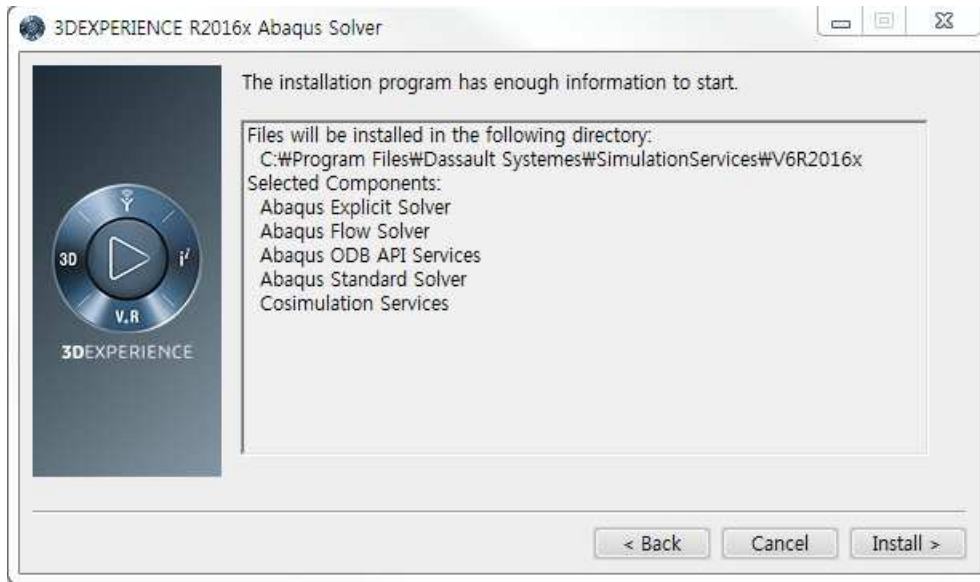 3DEXPERIENCE R2016x Abaqus Solver
The installation program has enough information to start.
Files will be installed in the following directory:
C:₩Program Files₩Dassault Systemes₩SimulationServices₩V6R2016x
Selected Components:
Abaqus Explicit Solver
Abaqus Flow Solver
Abaqus ODB API Services
Abaqus Standard Solver
Cosimulation Services
3D
i²
V.R
3DEXPERIENCE
< Back
Cancel
Install >